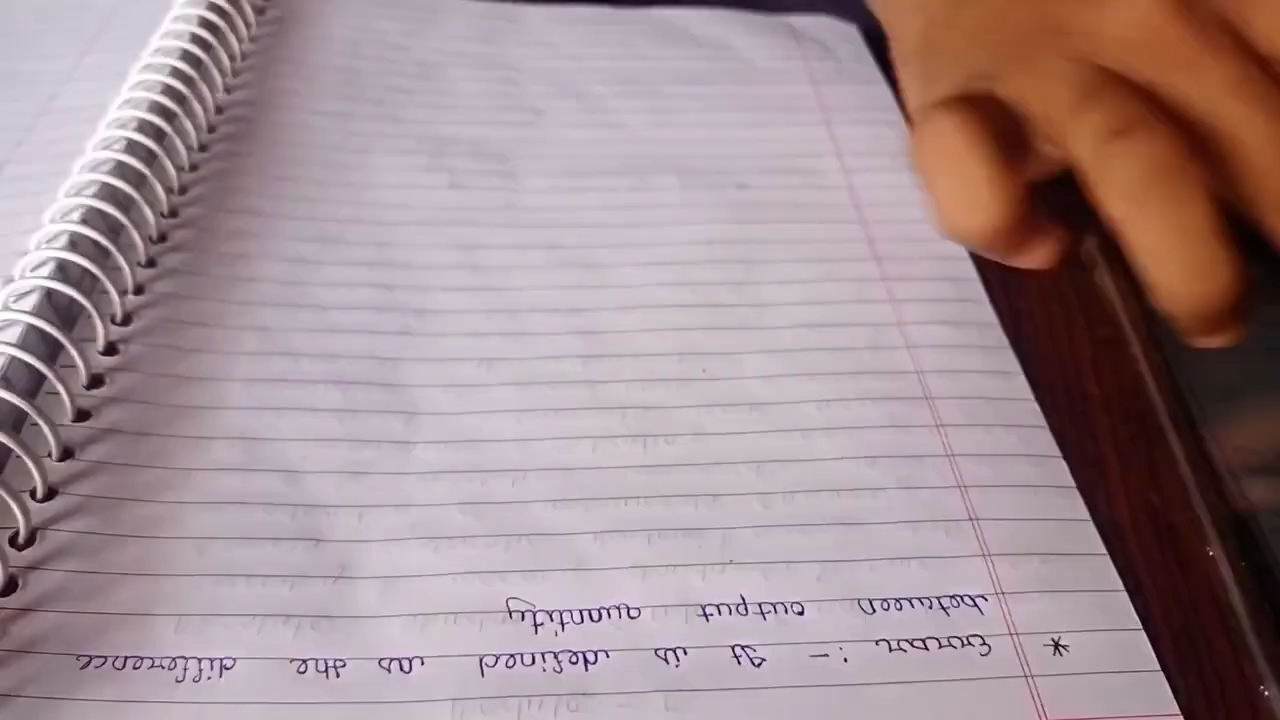 * Error :- It is defined as the difference
between output quantity